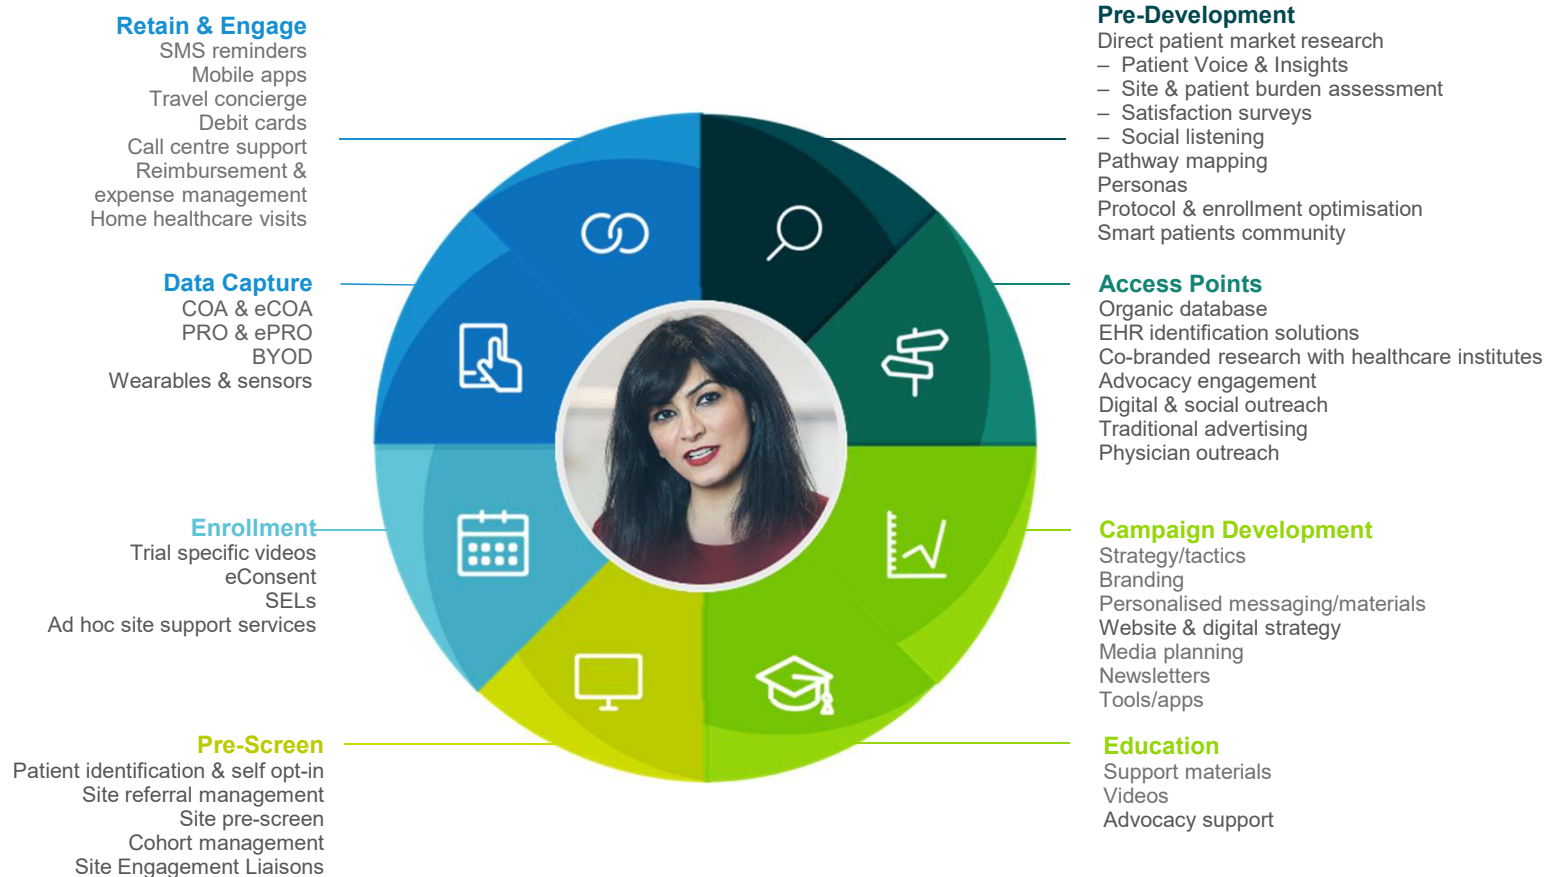 Retain & Engage
SMS reminders
Mobile apps
Travel concierge
Debit cards
Call centre support
Reimbursement &
expense management
Home healthcare visits
Data Capture
COA & eCOA
PRO & ePRO
BYOD
Wearables & sensors
Enrollment
Trial specific videos
eConsent
SELs
Ad hoc site support services
Pre-Screen
Patient identification & self opt-in
Site referral management
Site pre-screen
Cohort management
Site Engagement Liaisons
Pre-Development
Direct patient market research
– Patient Voice & Insights
– Site & patient burden assessment
– Satisfaction surveys
– Social listening
Pathway mapping
Personas
Protocol & enrollment optimisation
Smart patients community
Access Points
Organic database
EHR identification solutions
Co-branded research with healthcare institutes
Advocacy engagement
Digital & social outreach
Traditional advertising
Physician outreach
Campaign Development
Strategy/tactics
Branding
Personalised messaging/materials
Website & digital strategy
Media planning
Newsletters
Tools/apps
Education
Support materials
Videos
Advocacy support